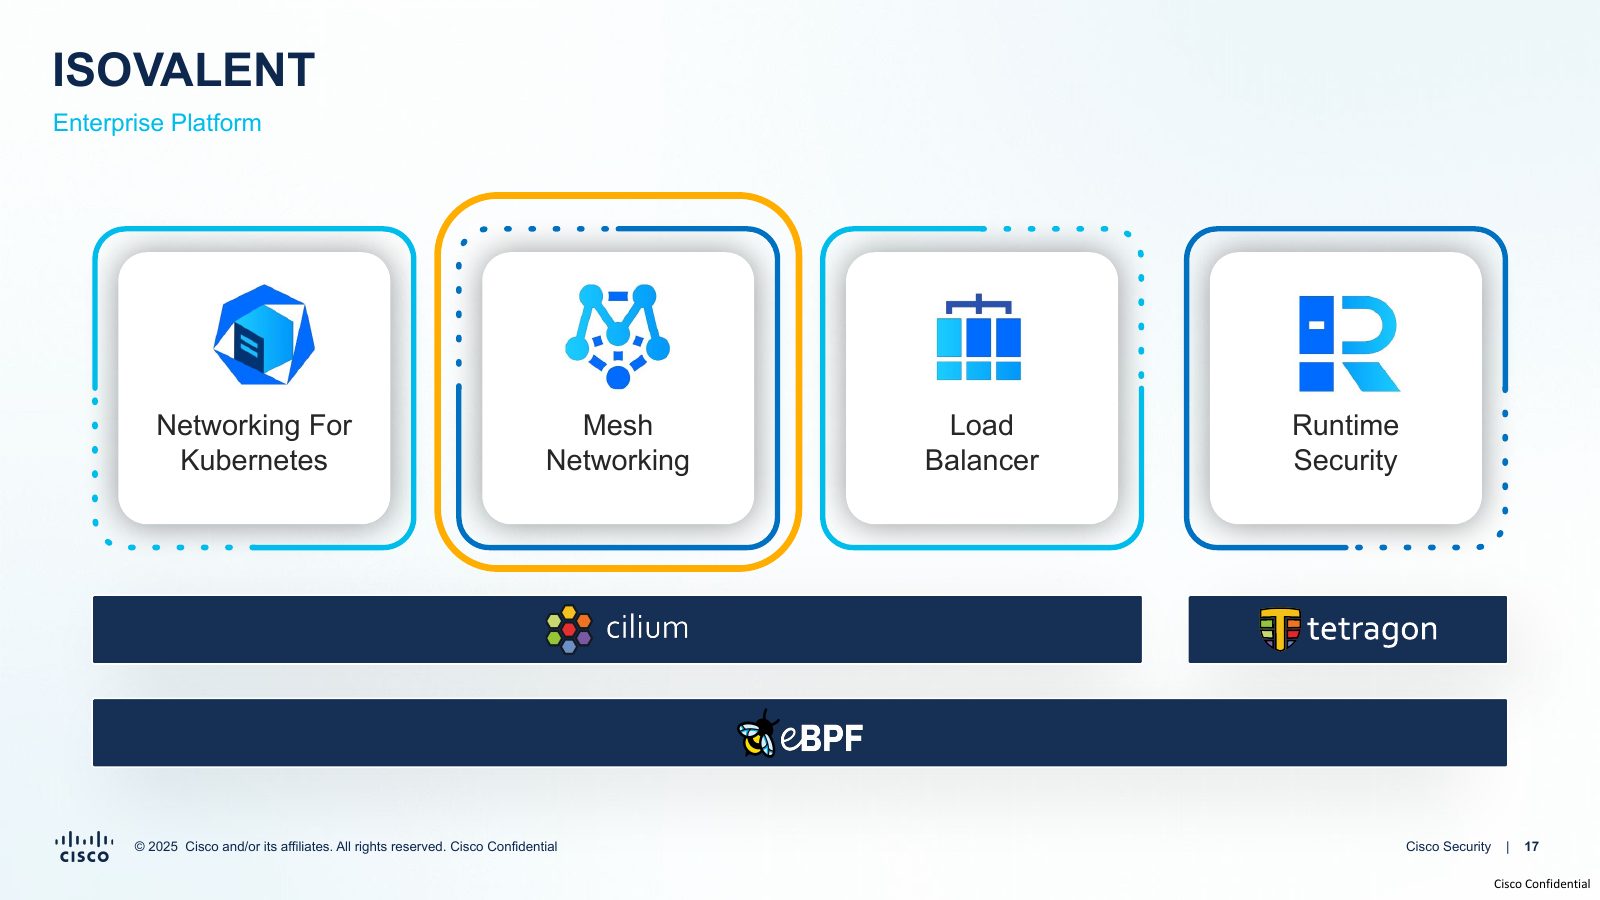 ISOVALENT
Enterprise Platform
Networking For
Kubernetes
Mesh
Networking
Load
Balancer
Runtime
Security
cilium
tetragon
eBPF
CISCO
© 2025 Cisco and/or its affiliates. All rights reserved. Cisco Confidential
Cisco Security | 17
Cisco Confidential